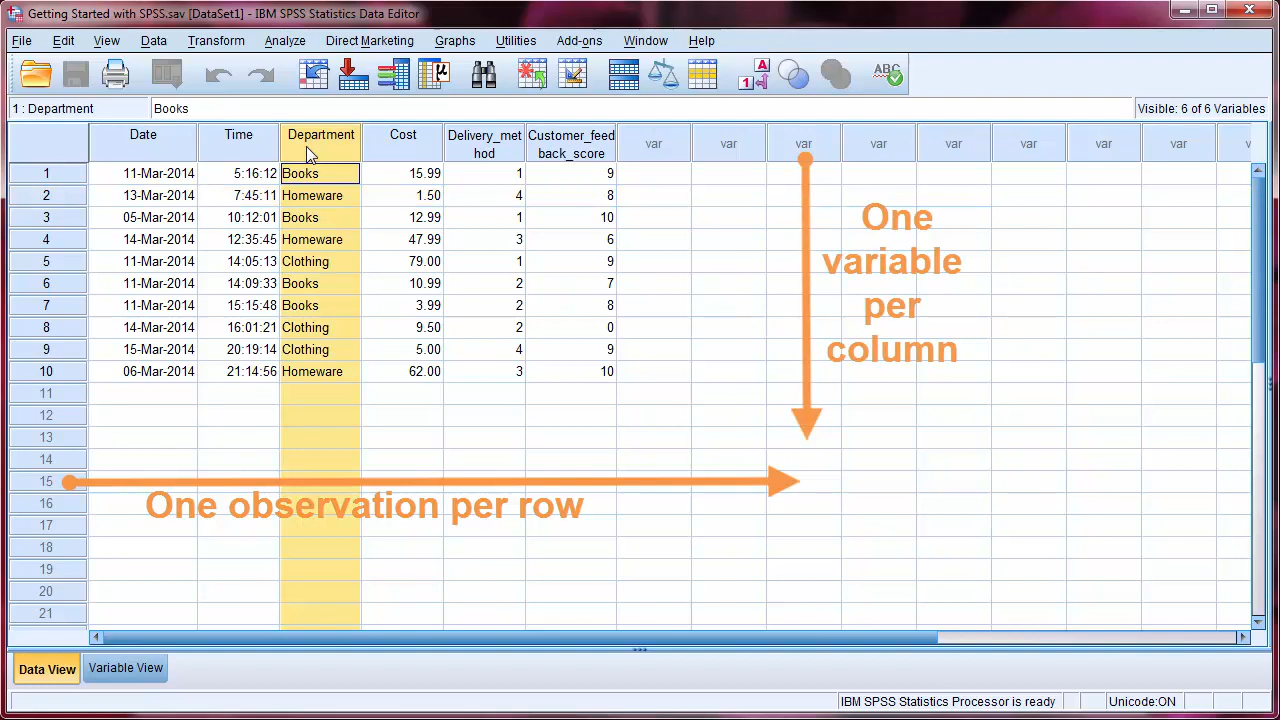 Getting Started with SPSS.sav [DataSet1] - IBM SPSS Statistics Data Editor
File Edit View Data Transform Analyze Direct Marketing Graphs Utilities Add-ons Window Help
1 : Department Books Visible: 6 of 6 Variables
Date Time Department Cost Delivery_met Customer_feed var var var var var var var var
hod back_score
1 11-Mar-2014 5:16:12 Books 15.99 1 9
2 13-Mar-2014 7:45:11 Homeware 1.50 4 8
3 05-Mar-2014 10:12:01 Books 12.99 1 10
4 14-Mar-2014 12:35:45 Homeware 47.99 3 6
5 11-Mar-2014 14:05:13 Clothing 79.00 1 9
6 11-Mar-2014 14:09:33 Books 10.99 2 7
7 11-Mar-2014 15:15:48 Books 3.99 2 8
8 14-Mar-2014 16:01:21 Clothing 9.50 2 0
9 15-Mar-2014 20:19:14 Clothing 5.00 4 9
10 06-Mar-2014 21:14:56 Homeware 62.00 3 10
11
12
13
14
15
16
17
18
19
20
21
One
variable
per
column
One observation per row
Data View Variable View
IBM SPSS Statistics Processor is ready Unicode:ON